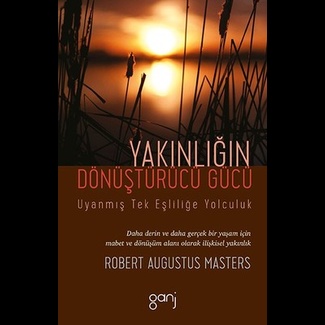 YAKINLIĞIN
DÖNÜŞTÜRÜCÜ GÜCÜ
Uyanmış Tek Eşliliğe Yolculuk
Daha derin ve daha gerçek bir yaşam için
mabet ve dönüşüm alanı olarak ilişkisel yakınlık
ROBERT AUGUSTUS MASTERS
ganj